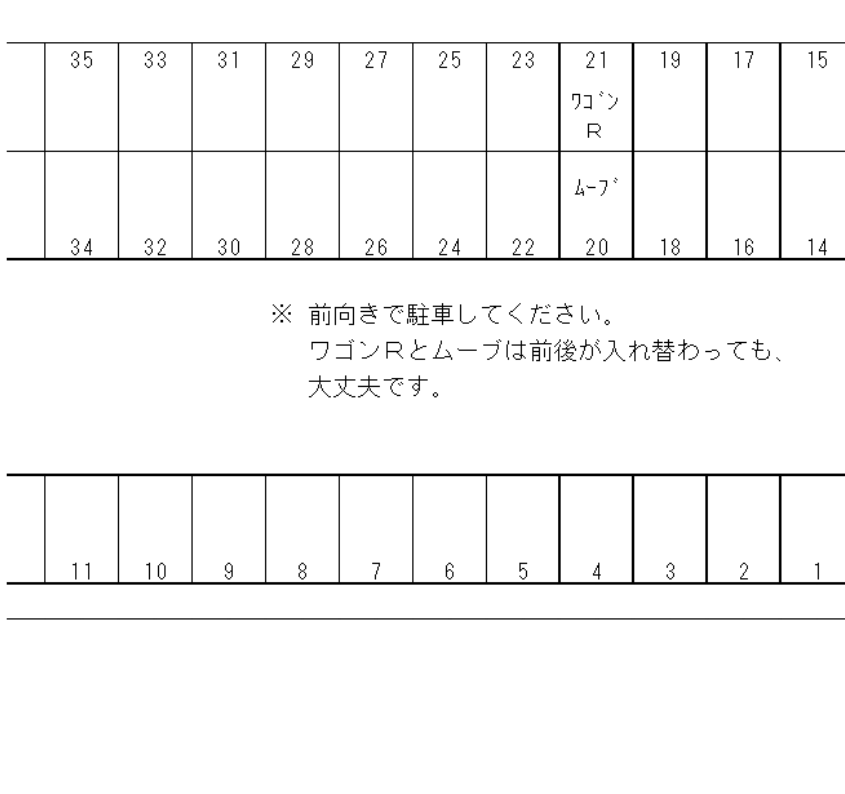 35 33 31 29 27 25 23 21 19 17 15
ﾜｺﾞﾝ
Ｒ
ﾑｰﾌﾞ
34 32 30 28 26 24 22 20 18 16 14
※ 前向きで駐車してください。
ワゴンＲとムーブは前後が入れ替わっても、
大丈夫です。
11 10 9 8 7 6 5 4 3 2 1